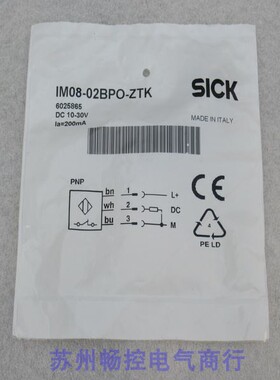 IM08-02BPO-ZTK
SICK
6025865
DC 10-30V
Ia=200mA
MADE IN ITALY
PNP
bn 1 L+
wh 2 DC
bu 3 M
CE
4
PE LD
苏州畅控电气商行